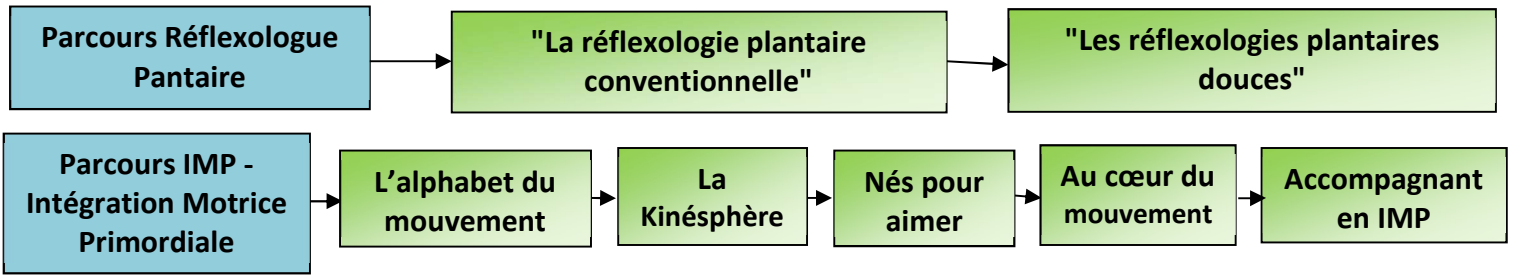 Parcours Réflexologue
Pantaire
"La réflexologie plantaire
conventionnelle"
"Les réflexologies plantaires
douces"
Parcours IMP -
Intégration Motrice
Primordiale
L’alphabet du
mouvement
La
Kinésphère
Nés pour
aimer
Au cœur du
mouvement
Accompagnant
en IMP